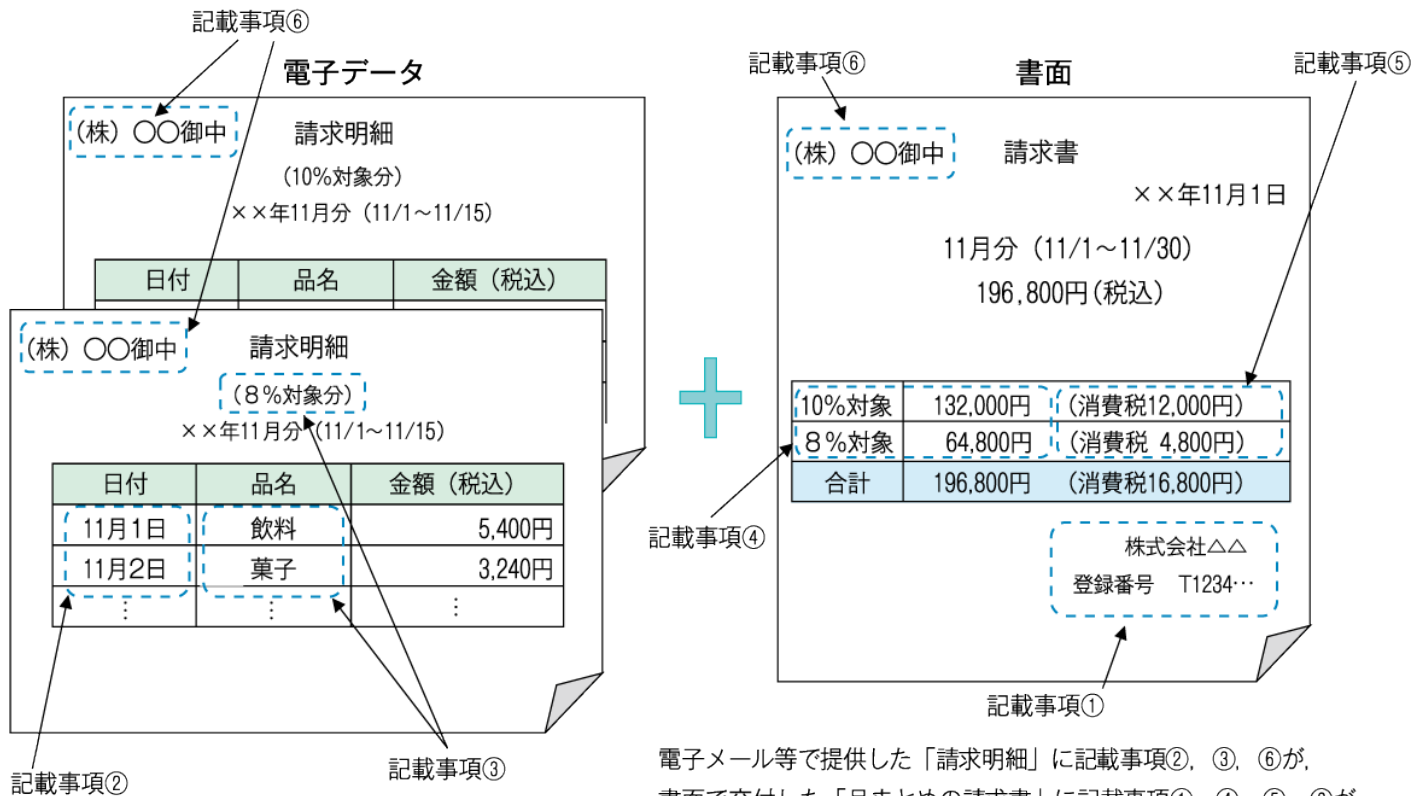 記載事項⑥
電子データ
(株)〇〇御中
請求明細
(10%対象分)
××年11月分(11/1~11/15)
日付 品名 金額(税込)
(株)〇〇御中
請求明細
(8%対象分)
××年11月分(11/1~11/15)
日付 品名 金額(税込)
11月1日 飲料 5,400円
11月2日 菓子 3,240円
⋮ ⋮ ⋮
記載事項②
記載事項③
記載事項⑥
書面
記載事項⑤
(株)〇〇御中
請求書
××年11月1日
11月分(11/1~11/30)
196,800円(税込)
10%対象 132,000円 (消費税12,000円)
8%対象 64,800円 (消費税 4,800円)
合計 196,800円 (消費税16,800円)
記載事項④
株式会社△△
登録番号 T1234…
記載事項①
電子メール等で提供した「請求明細」に記載事項②,③,⑥が,